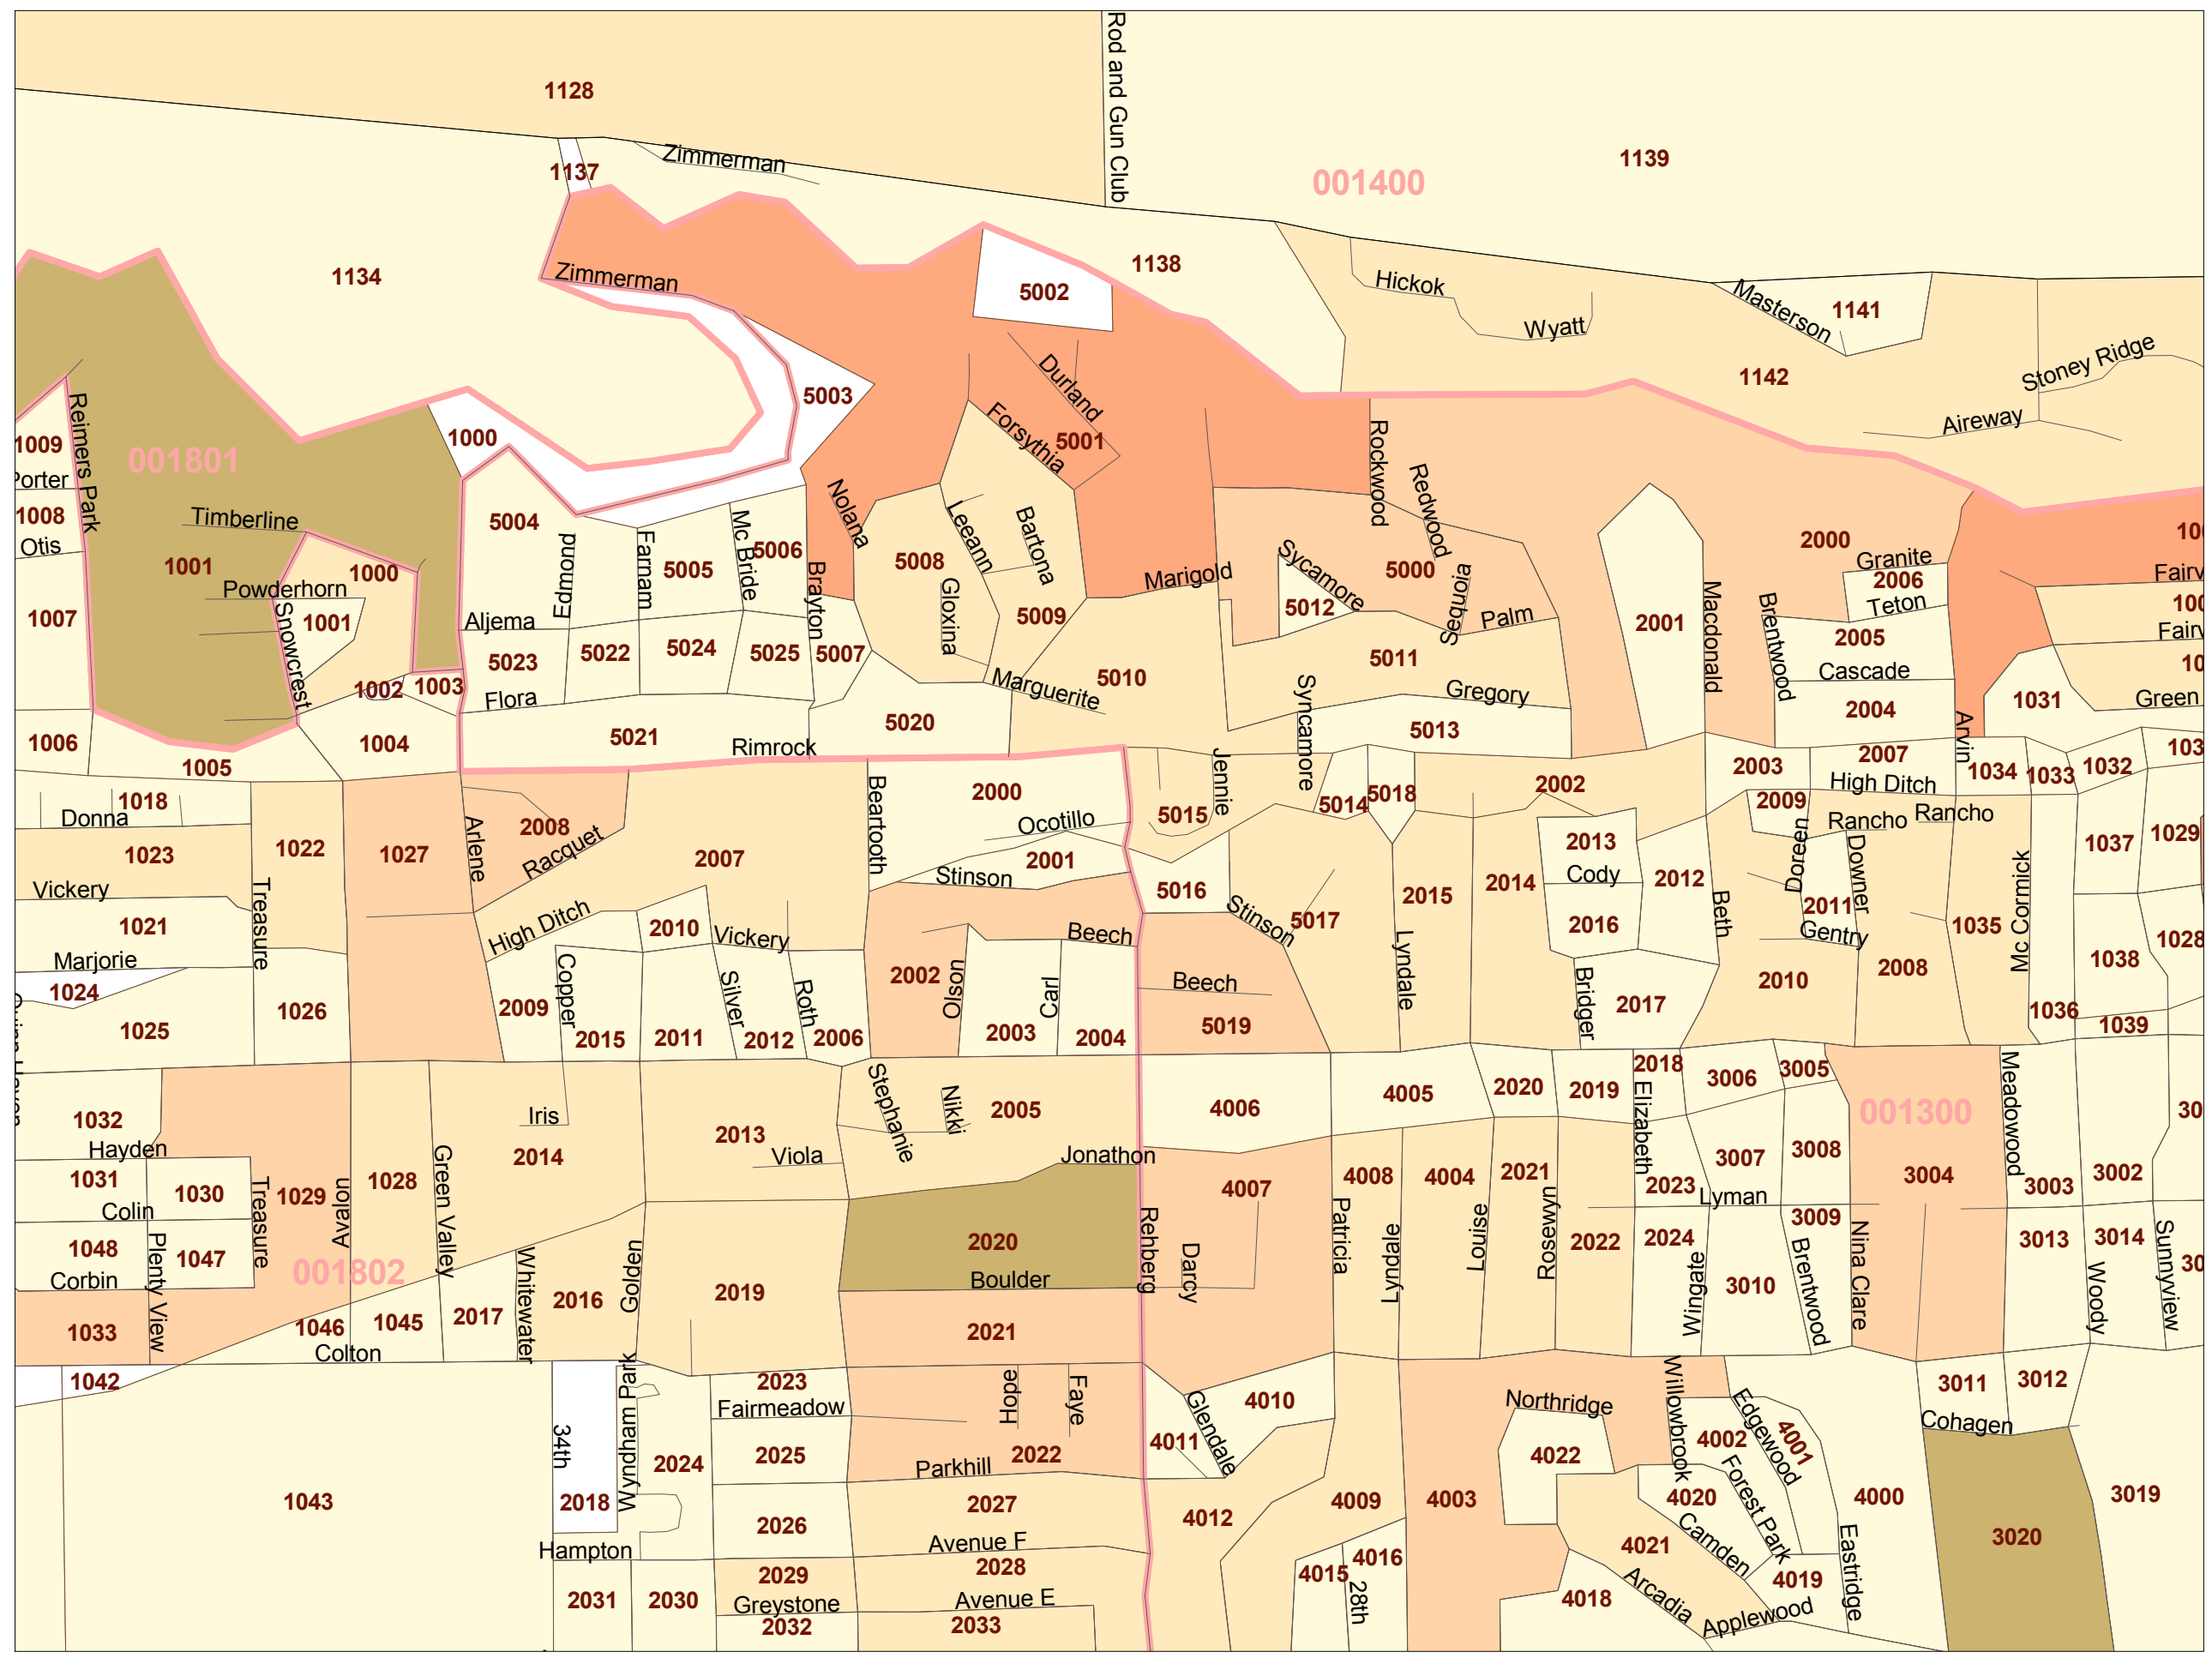 Rod and Gun Club
1128
1139
1137
Zimmerman
001400
1134
Zimmerman
1138
5002
Hickok
Masterson
1141
Wyatt
Stoney Ridge
1142
5003
Durland
Aireway
Reimers Park
1009
001801
1000
Forsythia
5001
Rockwood
Redwood
Porter
1008
Timberline
5004
Nolana
Leeann
Bartona
Otis
1001
Edmond
Farnam
5005
Mc Bride
5006
5008
Sycamore
5000
2000
Granite
100
Fairv
Powderhorn
1000
Brayton
Gloxina
Marigold
5012
Sequoia
Palm
2001
Macdonald
Brentwood
2006
Teton
100
1007
Snowcrest
1001
Aljema
5009
2005
Fairv
5023
5022
5024
5025
5007
5011
Cascade
10
1002
1003
Flora
Marguerite
5010
Syncamore
Gregory
2004
1031
Green
1006
1004
5021
Rimrock
5020
5013
Arvin
1005
Jennie
2003
2007
1034
1033
1032
103
1018
Donna
Beartooth
2000
5014
5018
2002
High Ditch
2009
Arlene
2008
Racquet
Ocotillo
5015
2013
Doreen
Rancho
Rancho
1023
1022
1027
2007
2001
Cody
Downer
1037
1029
Vickery
Treasure
Stinson
5016
2015
2014
2012
Mc Cormick
1021
High Ditch
2010
Vickery
Beech
Stinson
5017
2016
Beth
2011
Gentry
1035
1028
Marjorie
Copper
Silver
Roth
2002
Olson
Carl
Beech
Lyndale
Bridger
2010
2008
1038
1024
1026
2009
2015
2011
2012
2006
2003
2004
5019
2017
1036
1039
1025
Stephanie
Nikki
2018
3006
3005
Meadowood
1032
Iris
2013
2005
4006
4005
2020
2019
Elizabeth
001300
30
Hayden
Green Valley
2014
Viola
Jonathon
3007
3008
1031
1030
Treasure
1029
Avalon
1028
4007
4008
4004
2021
2023
Lyman
3004
3003
3002
Colin
1048
Plenty View
1047
001802
Whitewater
Golden
2020
Rehberg
Darcy
Patricia
Lyndale
Louise
Rosewyn
2022
2024
Wingate
3009
Brentwood
Nina Clare
3013
3014
Sunnyview
30
Corbin
Boulder
2016
2019
3010
Woody
1033
1046
1045
2017
2021
Colton
1042
Wyndham Park
2023
Fairmeadow
Hope
Faye
4010
Willowbrook
3011
3012
34th
2025
2022
4011
Glendale
Northridge
Edgewood
4001
Cohagen
2024
Parkhill
4022
4002
1043
2018
2027
4012
4009
4003
4020
Forest Park
4000
3019
2026
Avenue F
Camden
3020
Hampton
2029
2028
4016
4021
Eastridge
2031
2030
Greystone
Avenue E
4015
28th
4018
Arcadia
4019
2032
2033
Applewood